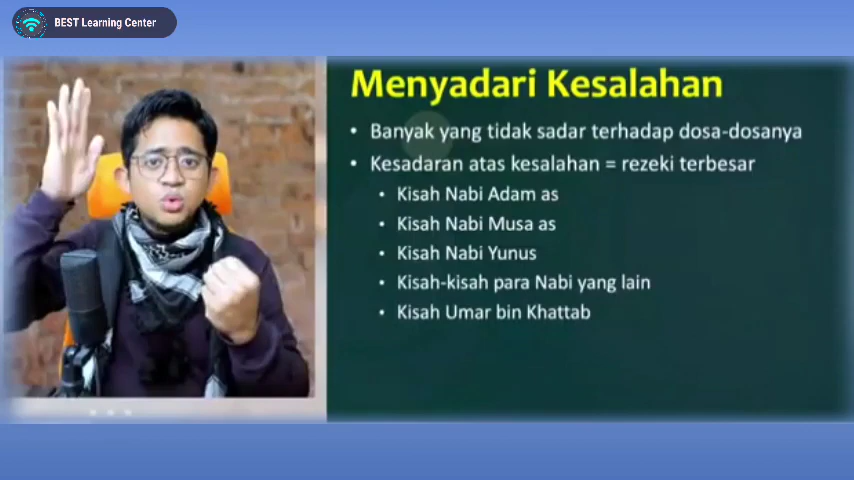 BEST Learning Center
Menyadari Kesalahan
• Banyak yang tidak sadar terhadap dosa-dosanya
• Kesadaran atas kesalahan = rezeki terbesar
• Kisah Nabi Adam as
• Kisah Nabi Musa as
• Kisah Nabi Yunus
• Kisah-kisah para Nabi yang lain
• Kisah Umar bin Khattab